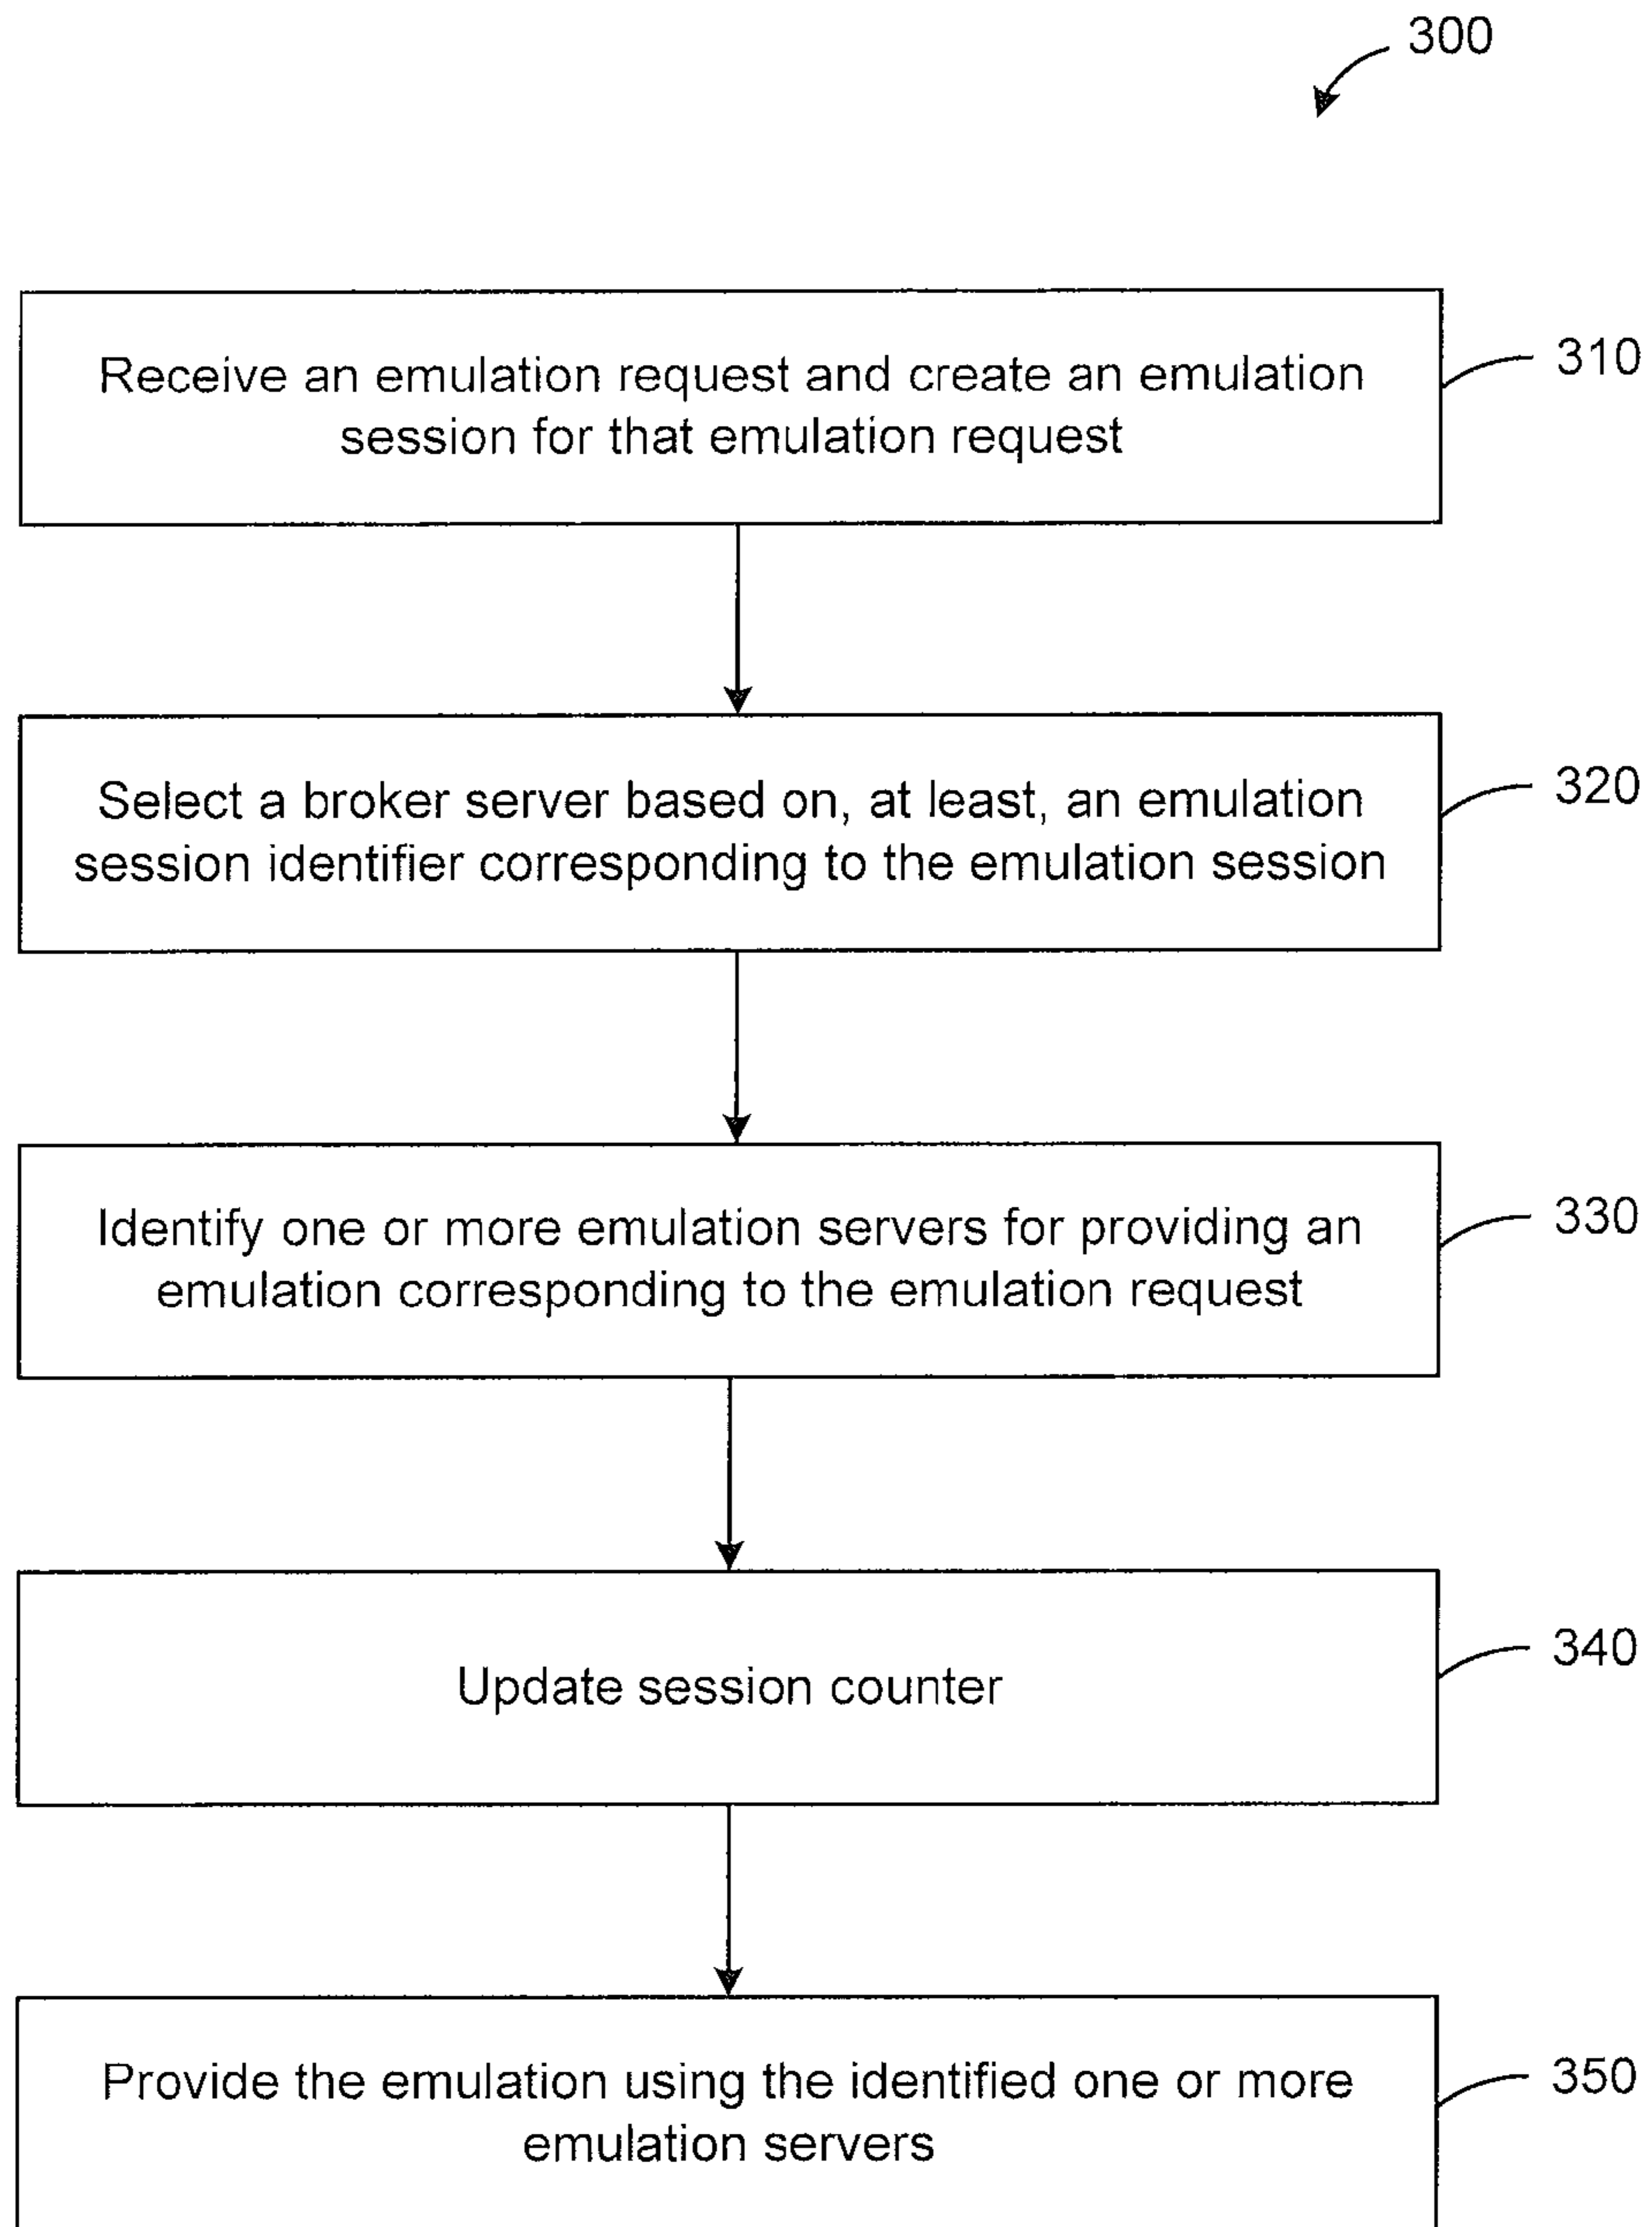 300
Receive an emulation request and create an emulation
session for that emulation request
310
Select a broker server based on, at least, an emulation
session identifier corresponding to the emulation session
320
Identify one or more emulation servers for providing an
emulation corresponding to the emulation request
330
Update session counter
340
Provide the emulation using the identified one or more
emulation servers
350